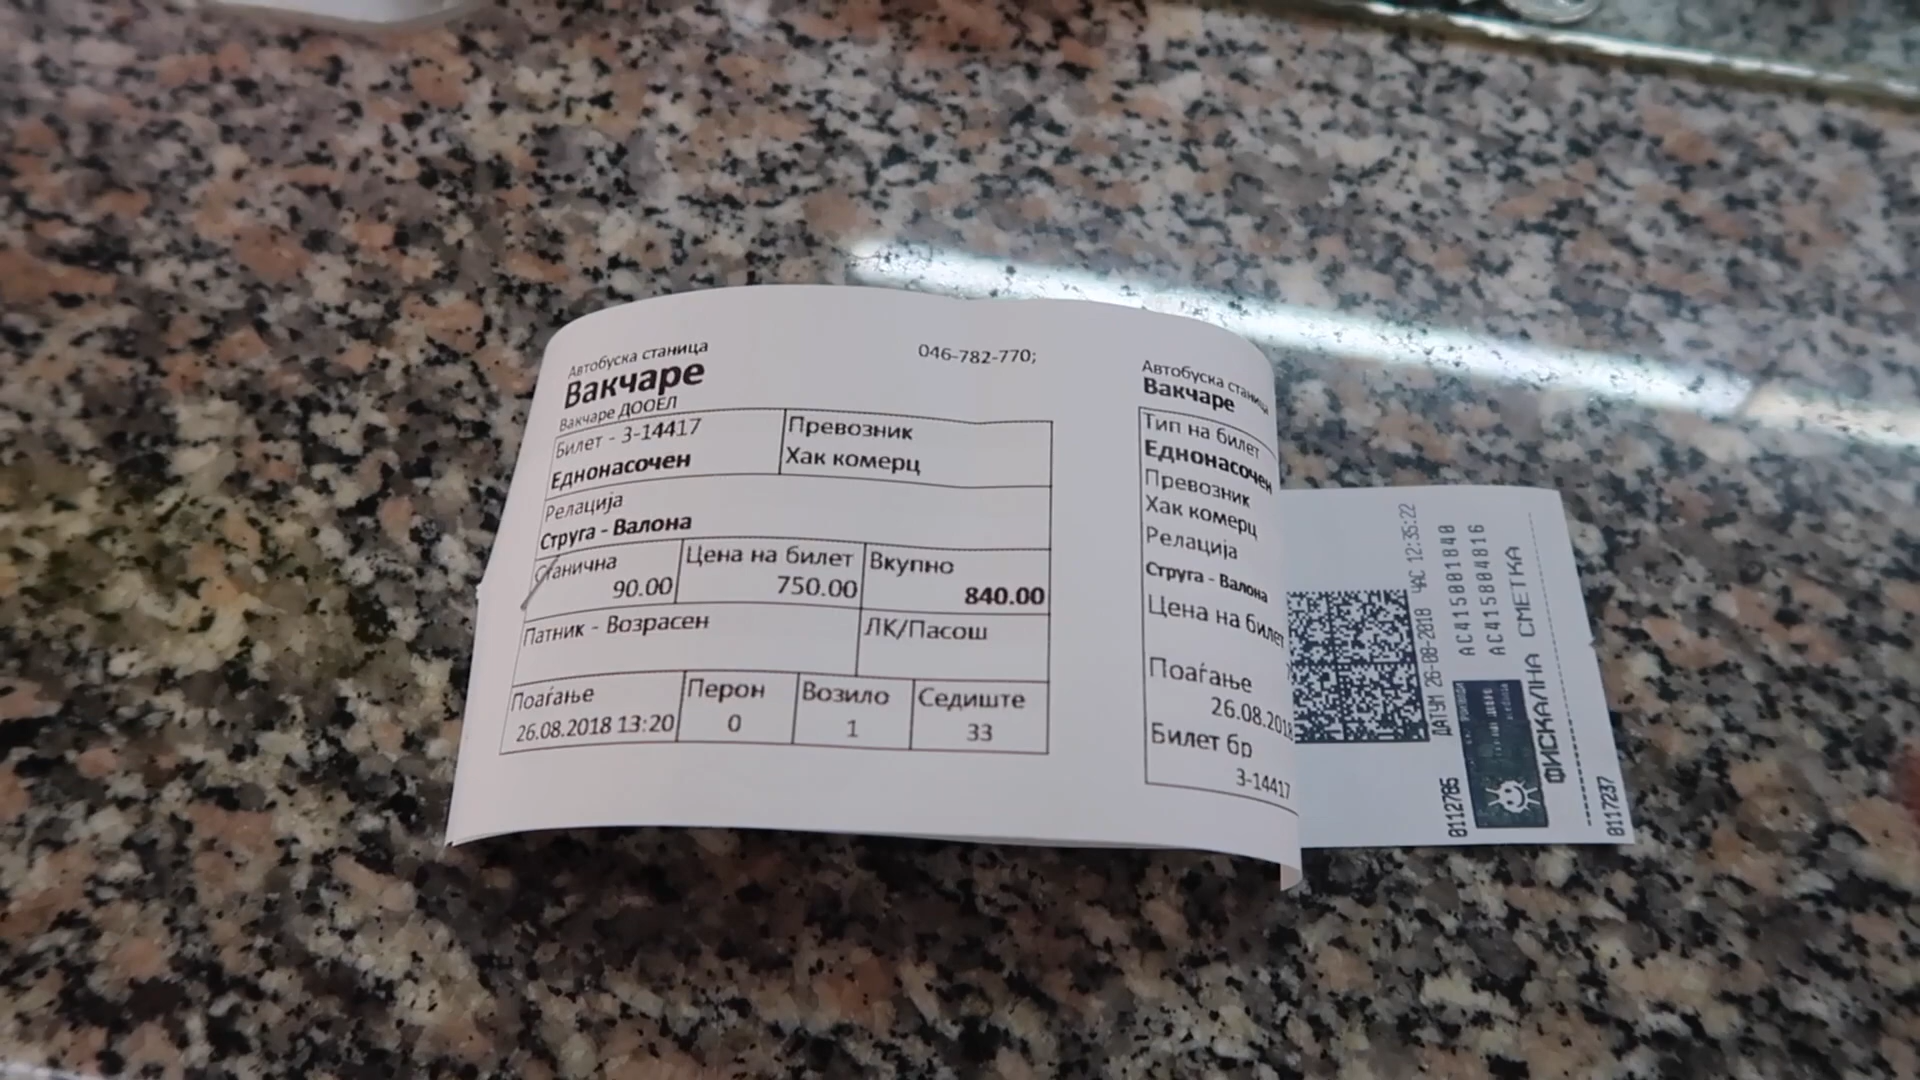 Автобуска станица
Вакчаре
Вакчаре ДООЕЛ
046-782-770;
Билет - 3-14417
Еднонасочен
Превозник
Хак комерц
Релација
Струга - Валона
Станична
90.00
Цена на билет
750.00
Вкупно
840.00
Патник - Возрасен
ЛК/Пасош
Поаѓање
26.08.2018 13:20
Перон
0
Возило
1
Седиште
33
Автобуска станица
Вакчаре
Тип на билет
Еднонасочен
Превозник
Хак комерц
Релација
Струга - Валона
Цена на билет
Поаѓање
26.08.2018
Билет бр
3-14417
ДАТУМ 26-08-2018 ЧАС 12:35:22
AC415001840
AC415004816
ФИСКАЛНА СМЕТКА
0112785
0117237